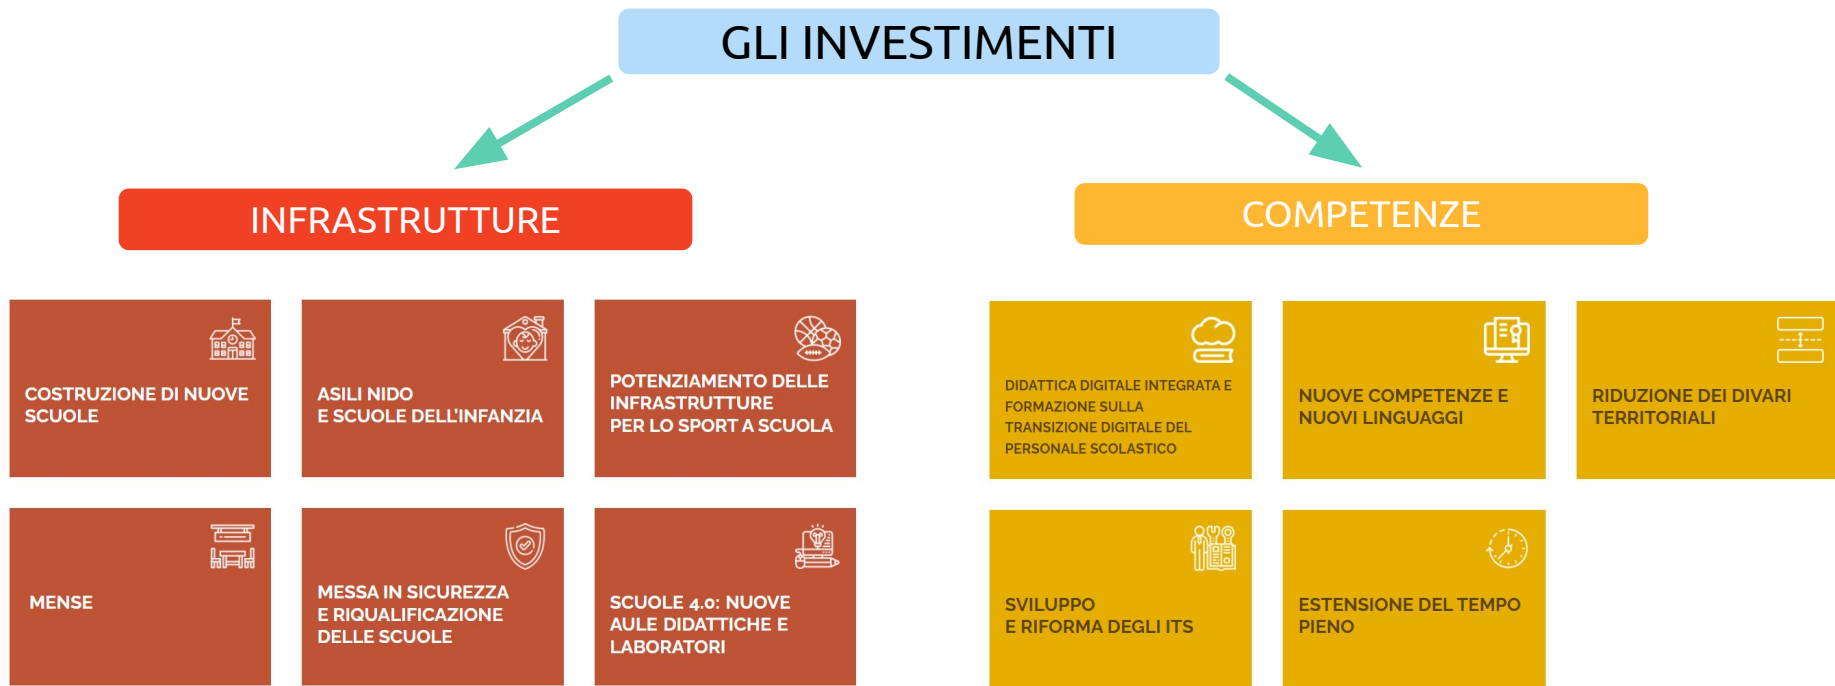 GLI INVESTIMENTI
INFRASTRUTTURE
COSTRUZIONE DI NUOVE
SCUOLE
ASILI NIDO
E SCUOLE DELL'INFANZIA
POTENZIAMENTO DELLE
INFRASTRUTTURE
PER LO SPORT A SCUOLA
MENSE
MESSA IN SICUREZZA
E RIQUALIFICAZIONE
DELLE SCUOLE
SCUOLE 4.0: NUOVE
AULE DIDATTICHE E
LABORATORI
COMPETENZE
DIDATTICA DIGITALE INTEGRATA E
FORMAZIONE SULLA
TRANSIZIONE DIGITALE DEL
PERSONALE SCOLASTICO
NUOVE COMPETENZE E
NUOVI LINGUAGGI
RIDUZIONE DEI DIVARI
TERRITORIALI
SVILUPPO
E RIFORMA DEGLI ITS
ESTENSIONE DEL TEMPO
PIENO